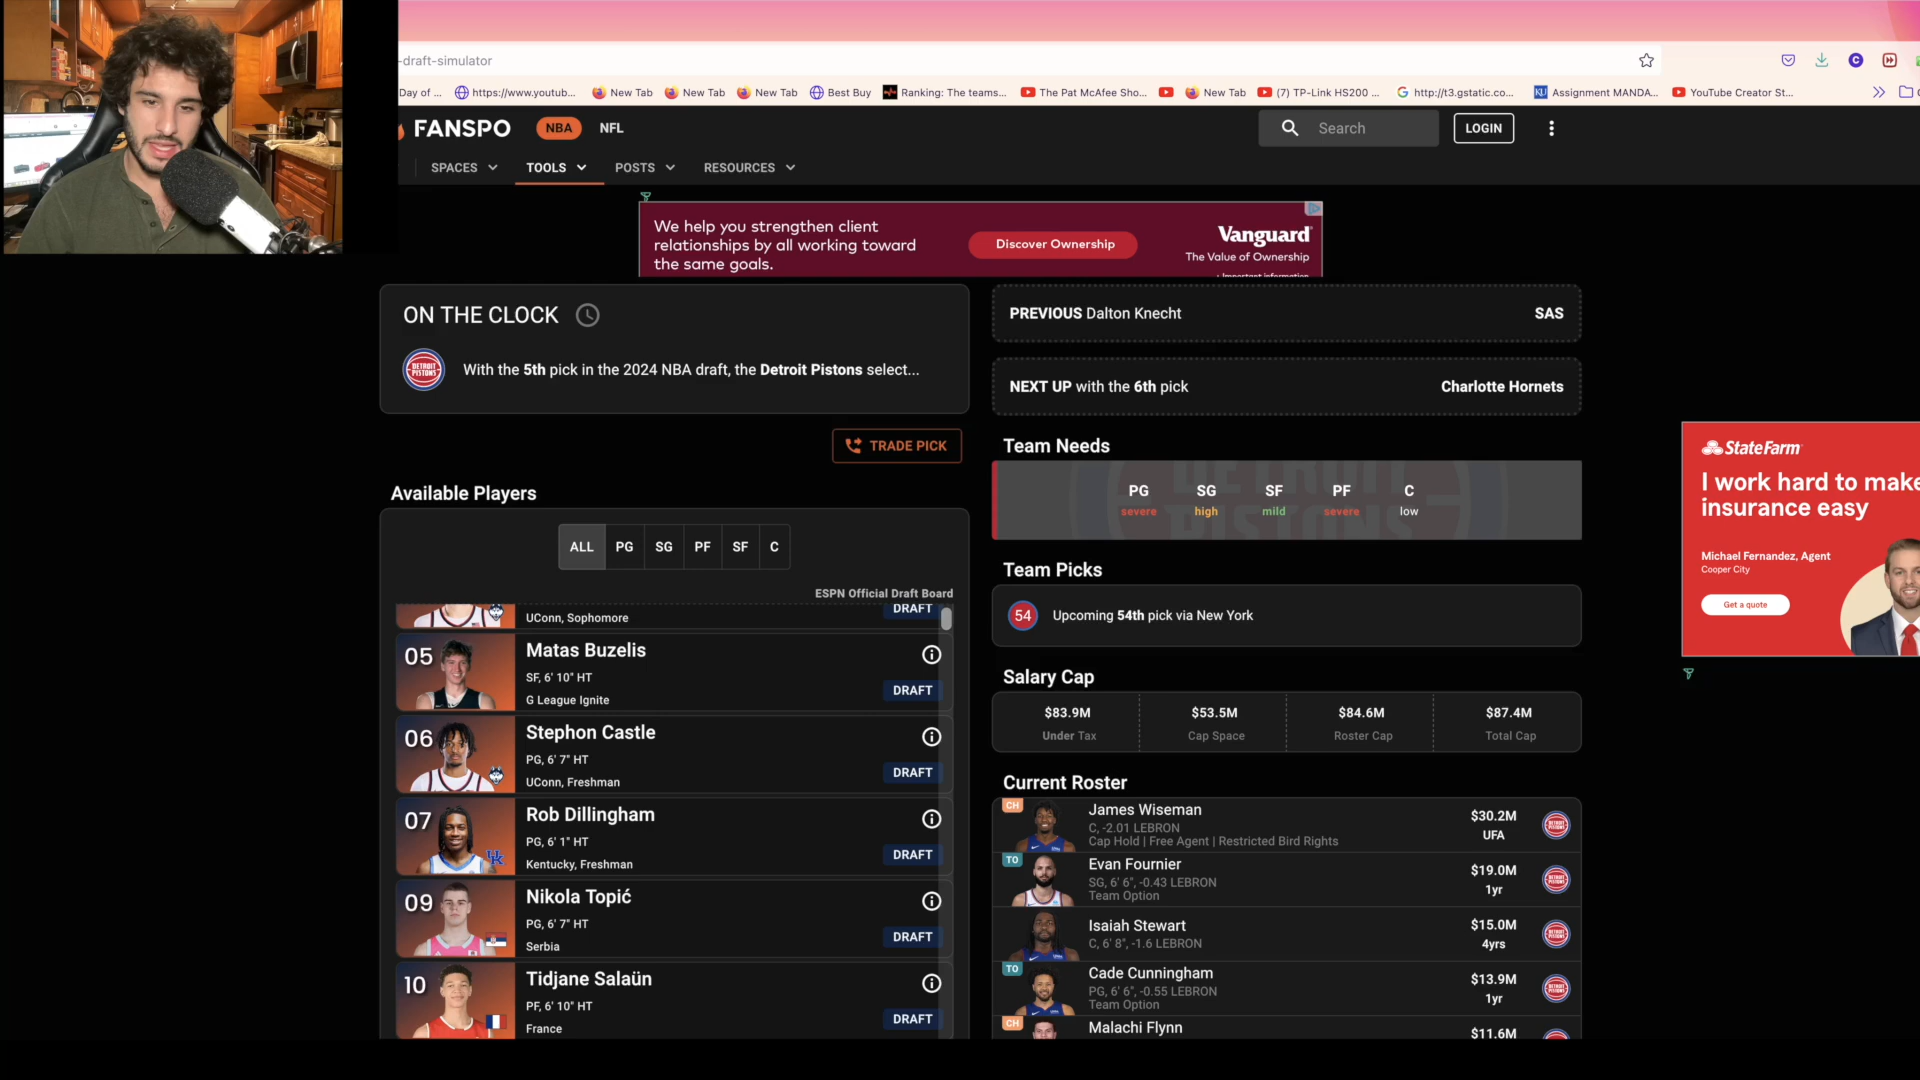 -draft-simulator
Day of ...
https://www.youtub...
New Tab
New Tab
New Tab
Best Buy
Ranking: The teams...
The Pat McAfee Sho...
New Tab
(7) TP-Link HS200 ...
http://t3.gstatic.co...
Assignment MANDA...
YouTube Creator St...
FANSPO
NBA
NFL
Search
LOGIN
SPACES
TOOLS
POSTS
RESOURCES
We help you strengthen client
relationships by all working toward
the same goals.
Discover Ownership
Vanguard
The Value of Ownership
+ Important information
ON THE CLOCK
DETROIT PISTONS
With the 5th pick in the 2024 NBA draft, the Detroit Pistons select...
PREVIOUS Dalton Knecht
SAS
NEXT UP with the 6th pick
Charlotte Hornets
TRADE PICK
Team Needs
PG SG SF PF C
severe high mild severe low
Available Players
ALL PG SG PF SF C
ESPN Official Draft Board
UConn, Sophomore
DRAFT
05
Matas Buzelis
SF, 6' 10" HT
G League Ignite
DRAFT
06
Stephon Castle
PG, 6' 7" HT
UConn, Freshman
DRAFT
07
Rob Dillingham
PG, 6' 1" HT
Kentucky, Freshman
DRAFT
09
Nikola Topić
PG, 6' 7" HT
Serbia
DRAFT
10
Tidjane Salaün
PF, 6' 10" HT
France
DRAFT
Team Picks
54
Upcoming 54th pick via New York
Salary Cap
$83.9M
Under Tax
$53.5M
Cap Space
$84.6M
Roster Cap
$87.4M
Total Cap
Current Roster
CH
James Wiseman
C, -2.01 LEBRON
Cap Hold | Free Agent | Restricted Bird Rights
$30.2M
UFA
TO
Evan Fournier
SG, 6' 6", -0.43 LEBRON
Team Option
$19.0M
1yr
Isaiah Stewart
C, 6' 8", -1.6 LEBRON
$15.0M
4yrs
TO
Cade Cunningham
PG, 6' 6", -0.55 LEBRON
Team Option
$13.9M
1yr
CH
Malachi Flynn
$11.6M
StateFarm
I work hard to make
insurance easy
Michael Fernandez, Agent
Cooper City
Get a quote